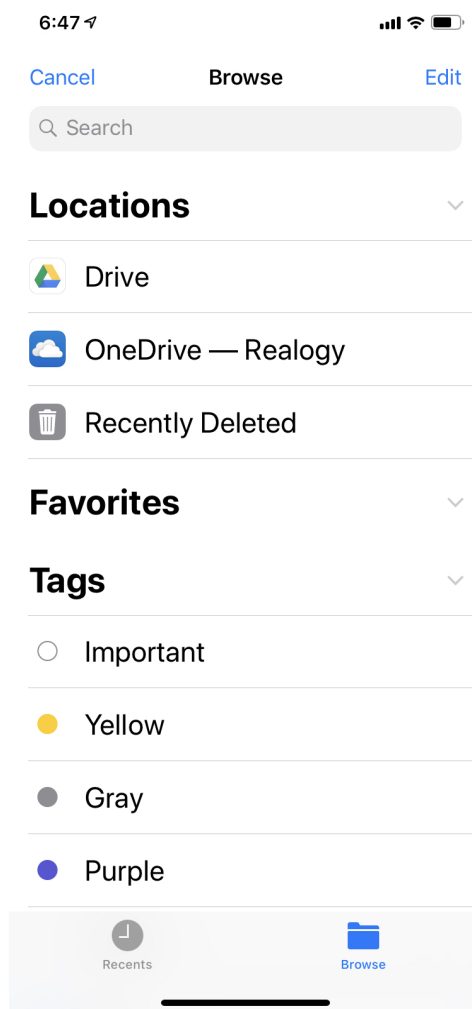 6:47
Cancel Browse Edit
Search
Locations
Drive
OneDrive — Realogy
Recently Deleted
Favorites
Tags
Important
Yellow
Gray
Purple
Recents Browse